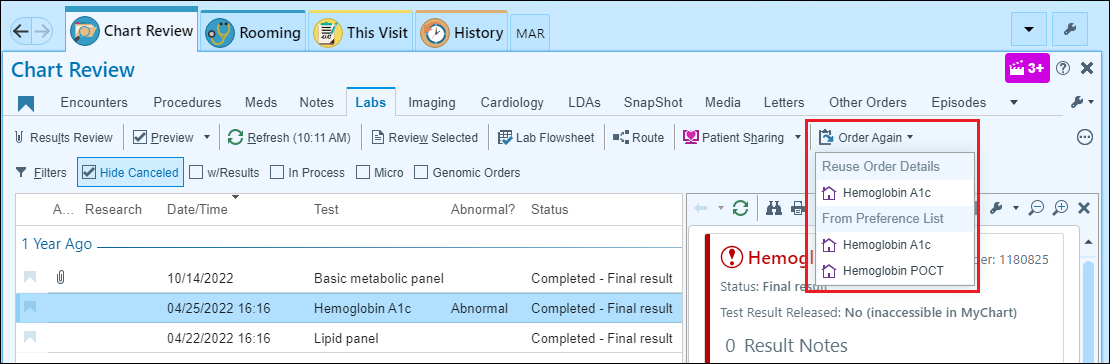 Chart Review Rooming This Visit History MAR
Chart Review 3+
Encounters Procedures Meds Notes Labs Imaging Cardiology LDAs SnapShot Media Letters Other Orders Episodes
Results Review Preview Refresh (10:11 AM) Review Selected Lab Flowsheet Route Patient Sharing Order Again
Filters Hide Canceled w/Results In Process Micro Genomic Orders
Reuse Order Details
Hemoglobin A1c
From Preference List
Hemoglobin A1c
Hemoglobin POCT
A... Research Date/Time Test Abnormal? Status
1 Year Ago
10/14/2022 Basic metabolic panel Completed - Final result
04/25/2022 16:16 Hemoglobin A1c Abnormal Completed - Final result
04/22/2022 16:16 Lipid panel Completed - Final result
Hemog der: 1180825
Status: Final result
Test Result Released: No (inaccessible in MyChart)
0 Result Notes